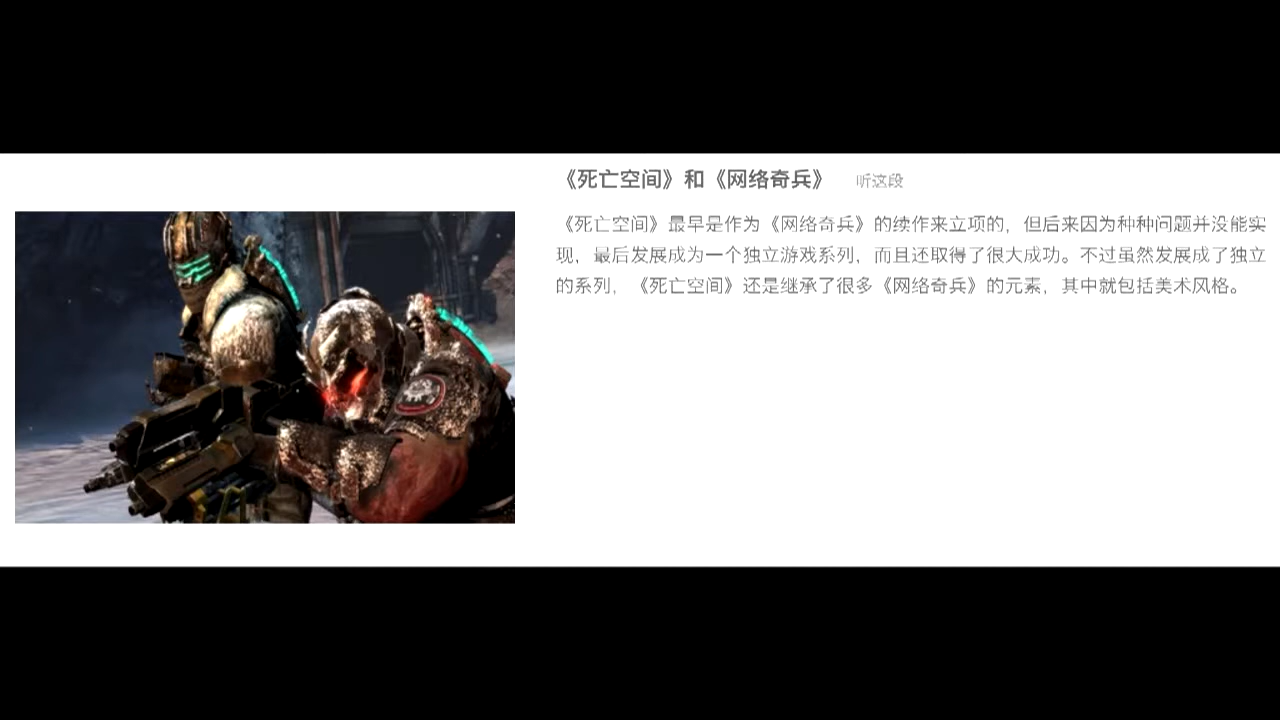 《死亡空间》和《网络奇兵》 听这段
《死亡空间》最早是作为《网络奇兵》的续作来立项的，但后来因为种种问题并没能实
现，最后发展成为一个独立游戏系列，而且还取得了很大成功。不过虽然发展成了独立
的系列，《死亡空间》还是继承了很多《网络奇兵》的元素，其中就包括美术风格。